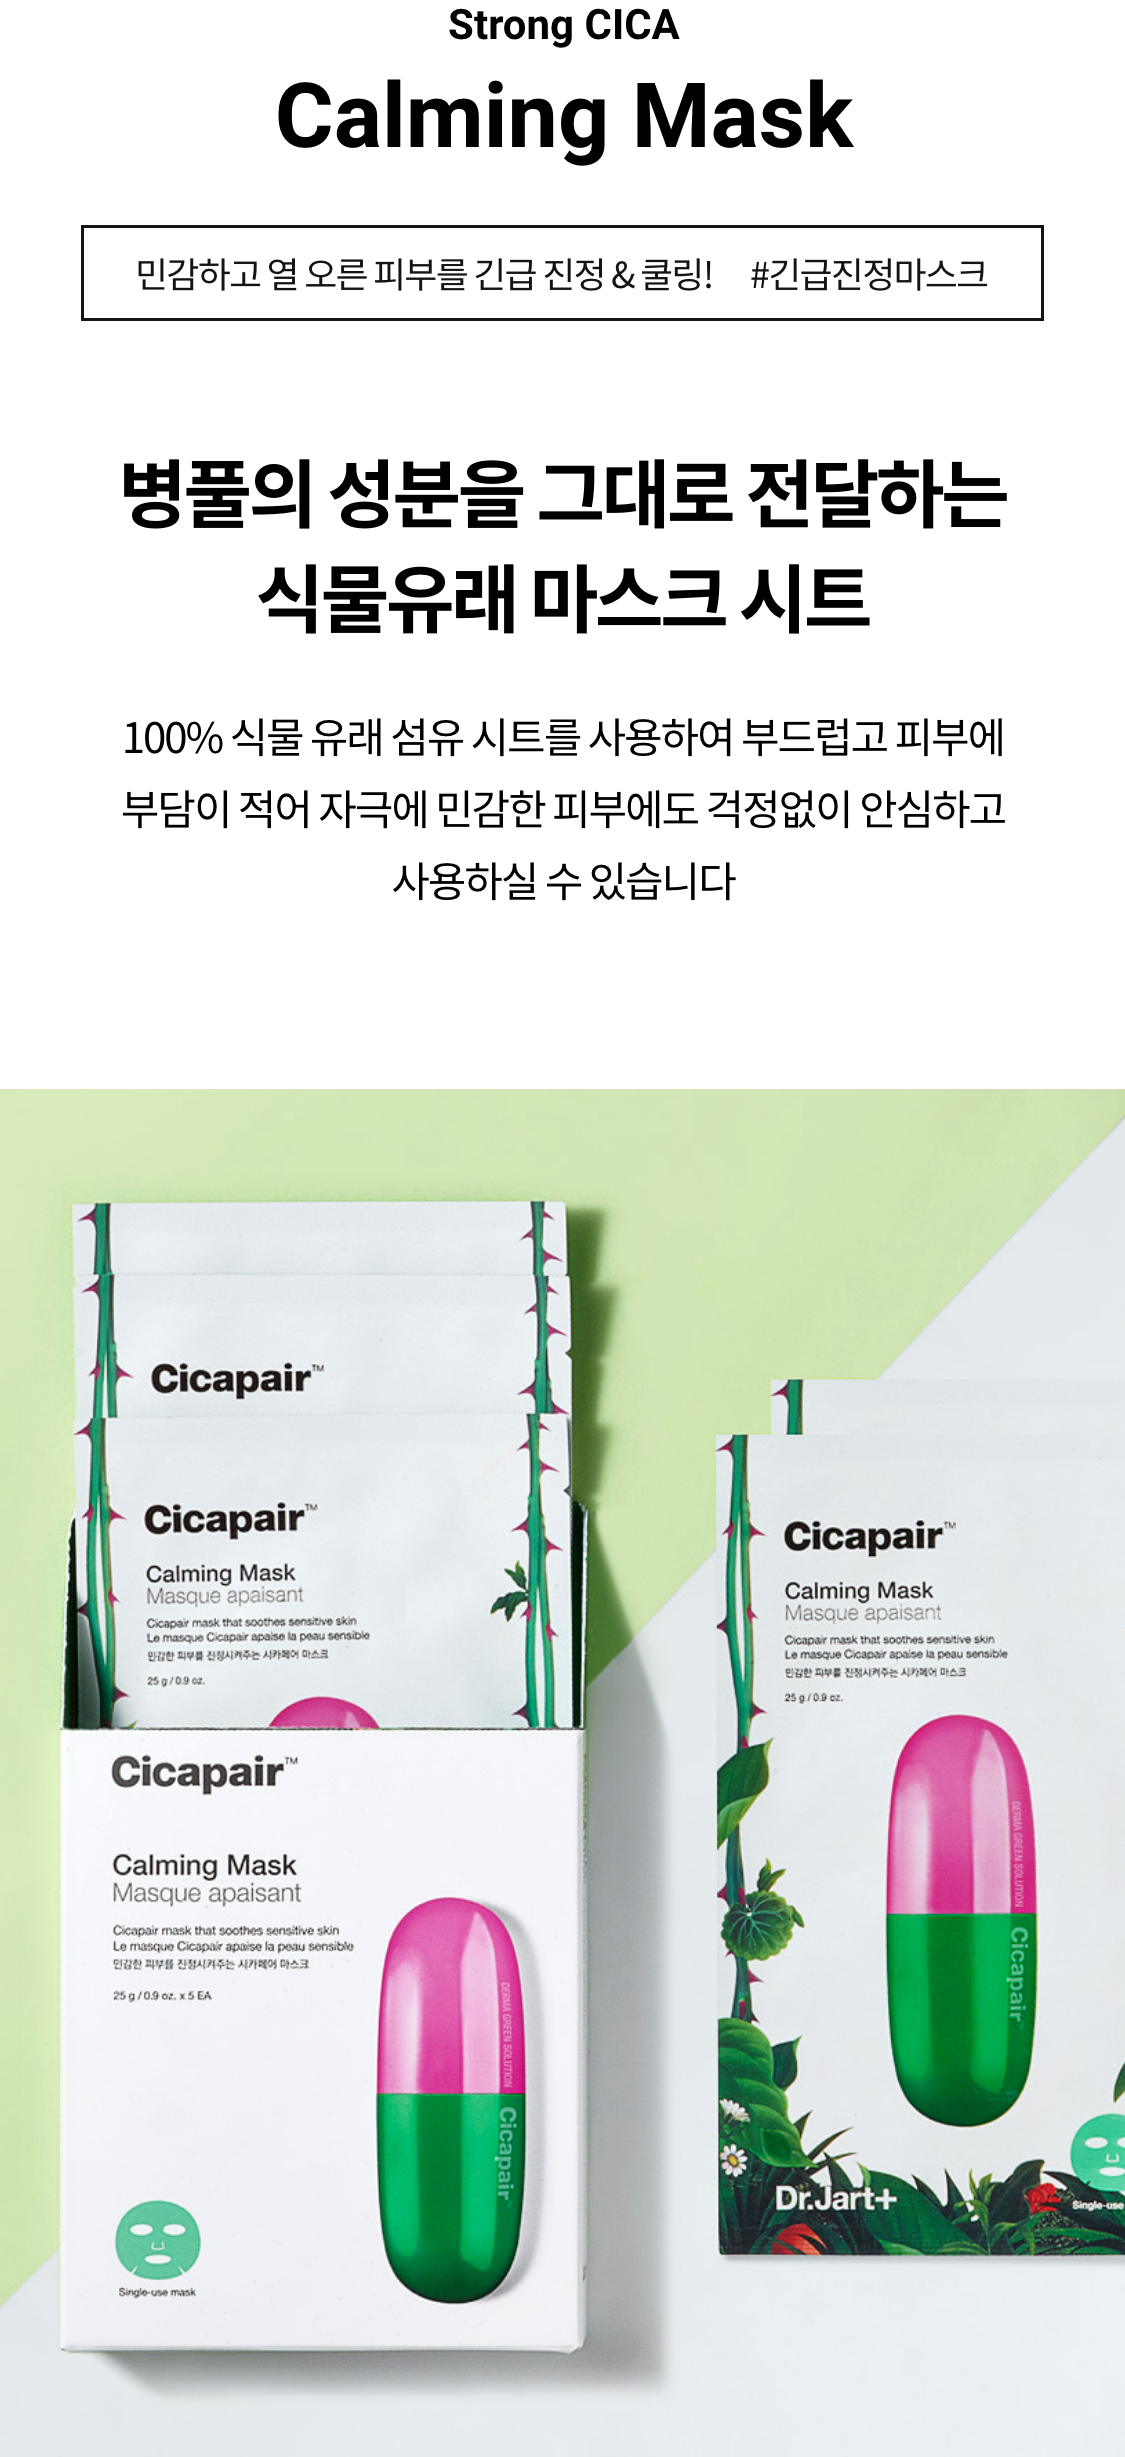 Strong CICA
Calming Mask
민감하고 열 오른 피부를 긴급 진정 & 쿨링! #긴급진정마스크
병풀의 성분을 그대로 전달하는
식물유래 마스크 시트
100% 식물 유래 섬유 시트를 사용하여 부드럽고 피부에
부담이 적어 자극에 민감한 피부에도 걱정없이 안심하고
사용하실 수 있습니다
Cicapair™
Cicapair™
Calming Mask
Masque apaisant
Cicapair mask that soothes sensitive skin
Le masque Cicapair apaise la peau sensible
민감한 피부를 진정시켜주는 시카페어 마스크
25 g / 0.9 oz.
Cicapair™
Calming Mask
Masque apaisant
Cicapair mask that soothes sensitive skin
Le masque Cicapair apaise la peau sensible
민감한 피부를 진정시켜주는 시카페어 마스크
25 g / 0.9 oz. x 5 EA
DERMA GREEN SOLUTION
Cicapair
Single-use mask
Cicapair™
Calming Mask
Masque apaisant
Cicapair mask that soothes sensitive skin
Le masque Cicapair apaise la peau sensible
민감한 피부를 진정시켜주는 시카페어 마스크
25 g / 0.9 oz.
DERMA GREEN SOLUTION
Cicapair
Dr.Jart+
Single-use